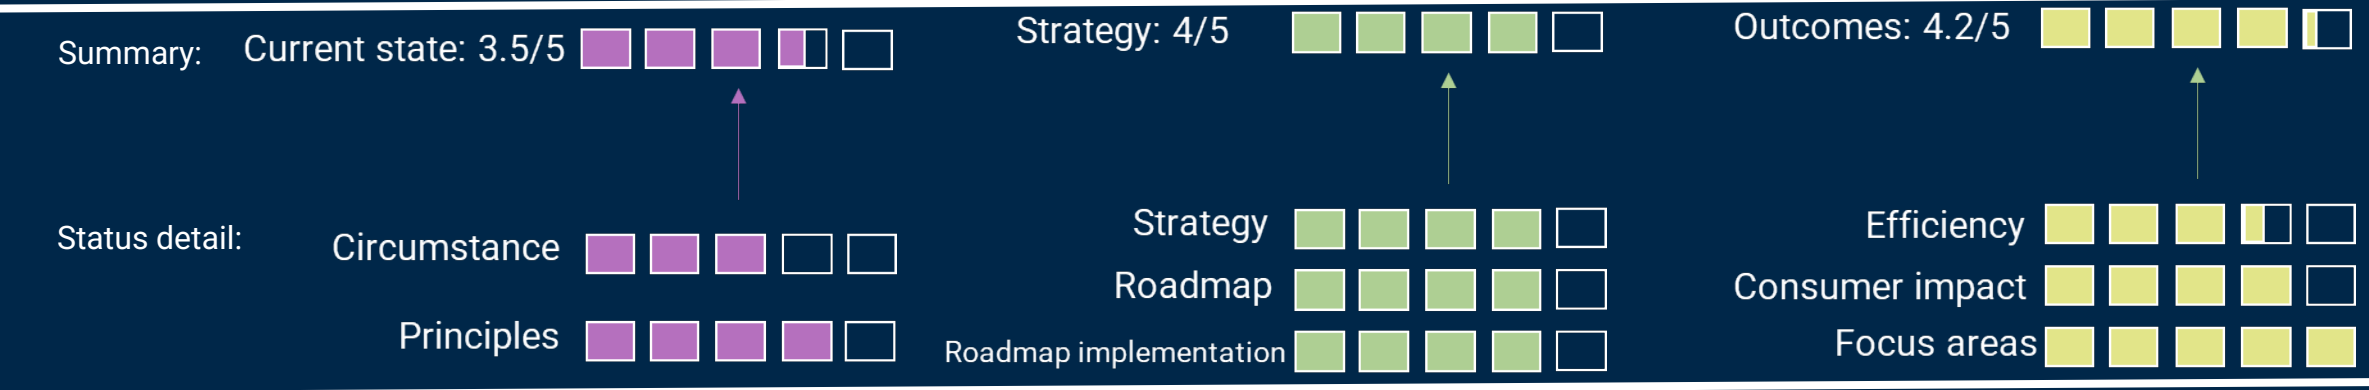 Summary:
Current state: 3.5/5
Strategy: 4/5
Outcomes: 4.2/5
Status detail:
Circumstance
Principles
Strategy
Roadmap
Roadmap implementation
Efficiency
Consumer impact
Focus areas